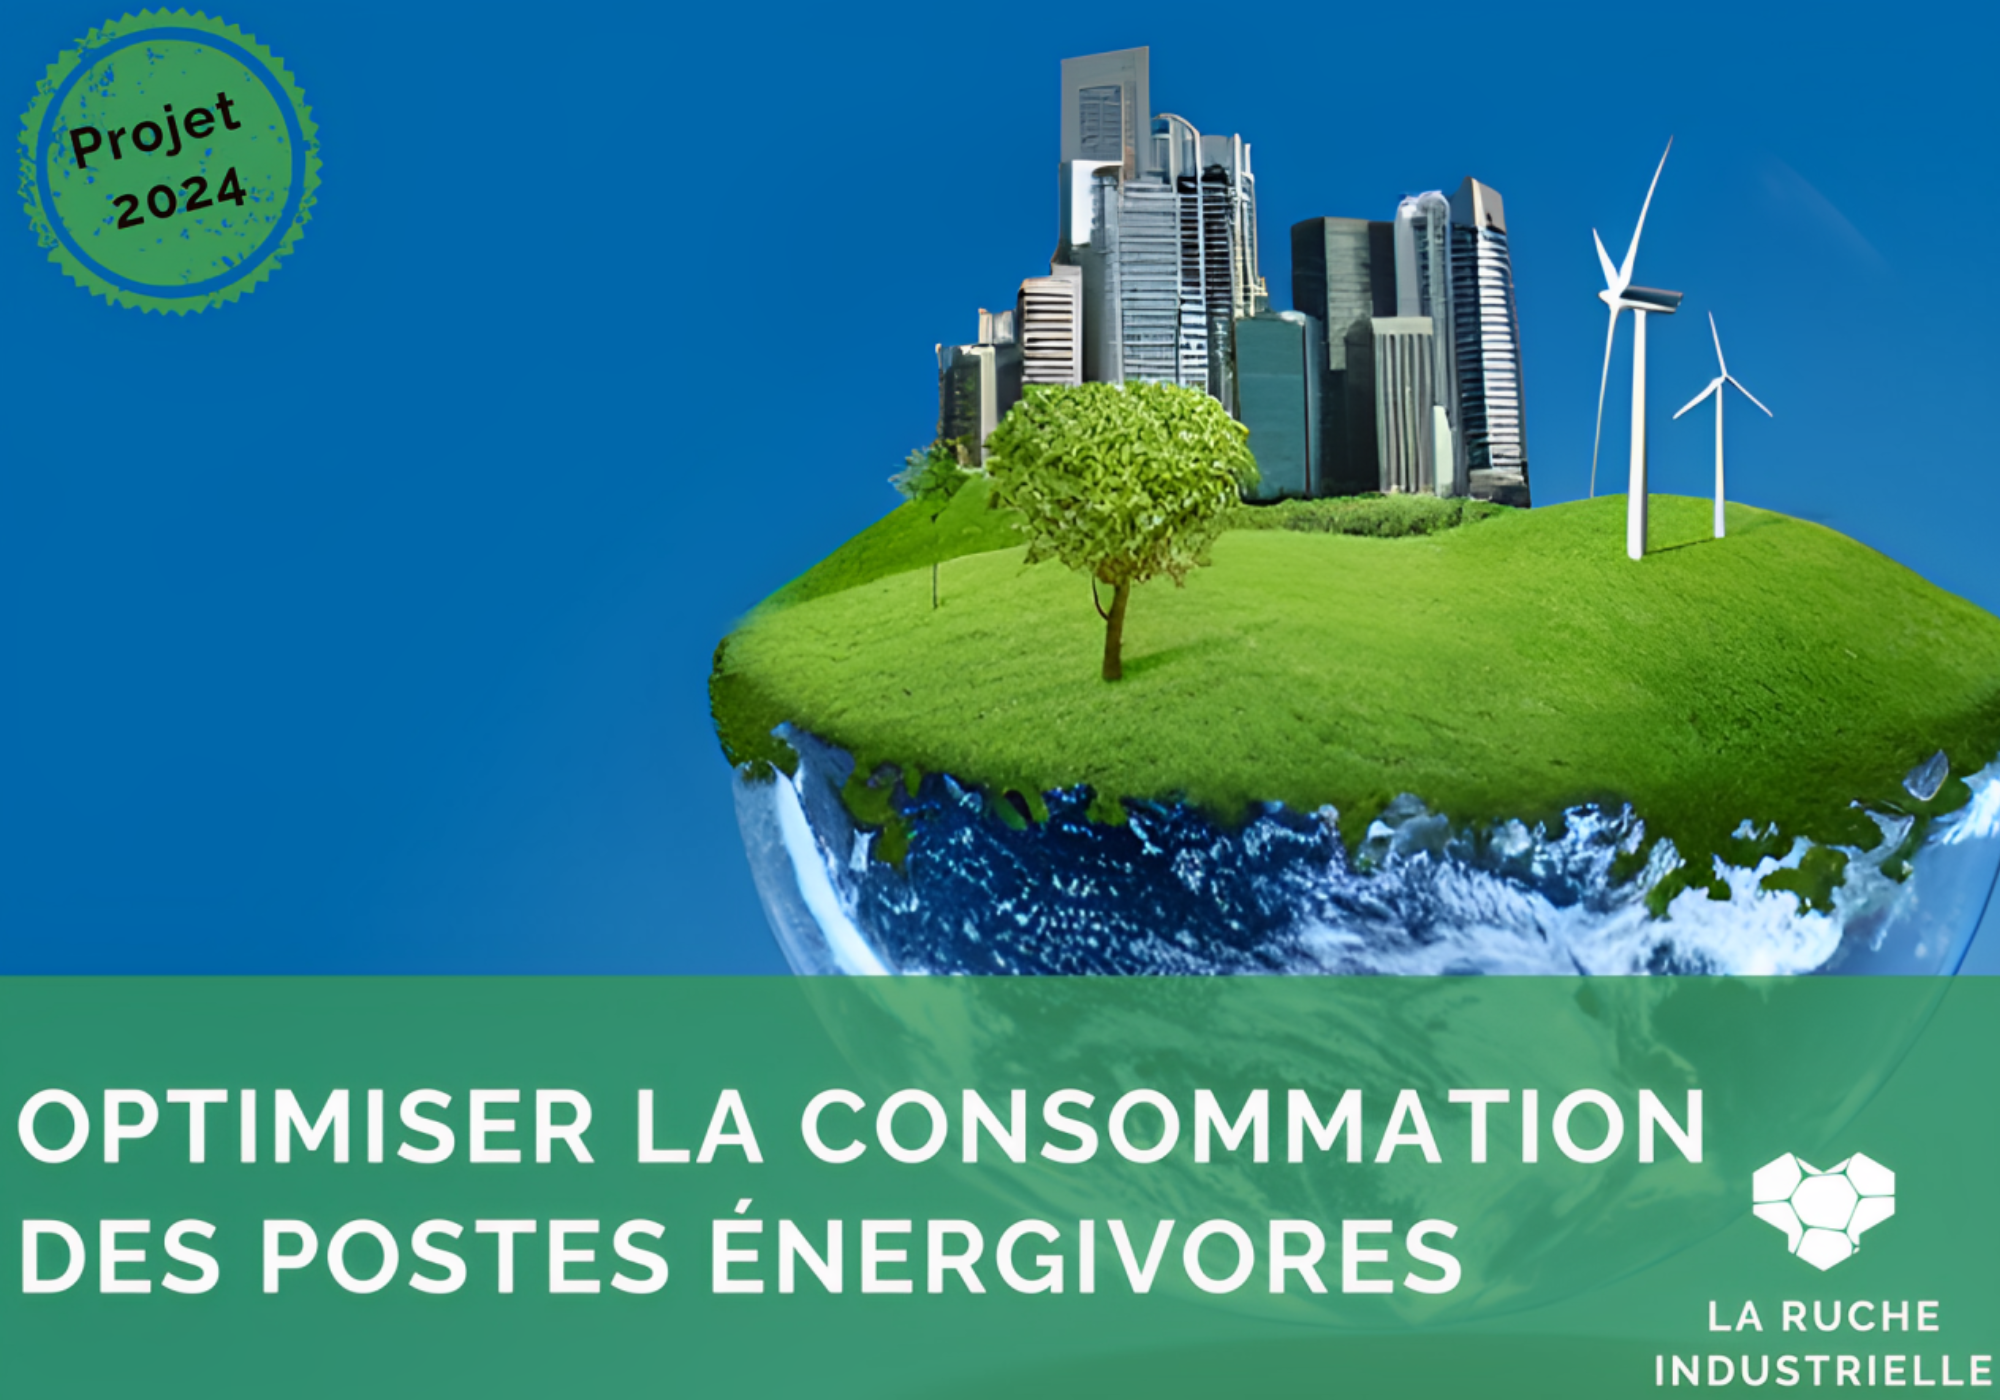 Projet
2024
OPTIMISER LA CONSOMMATION
DES POSTES ÉNERGIVORES
LA RUCHE
INDUSTRIELLE